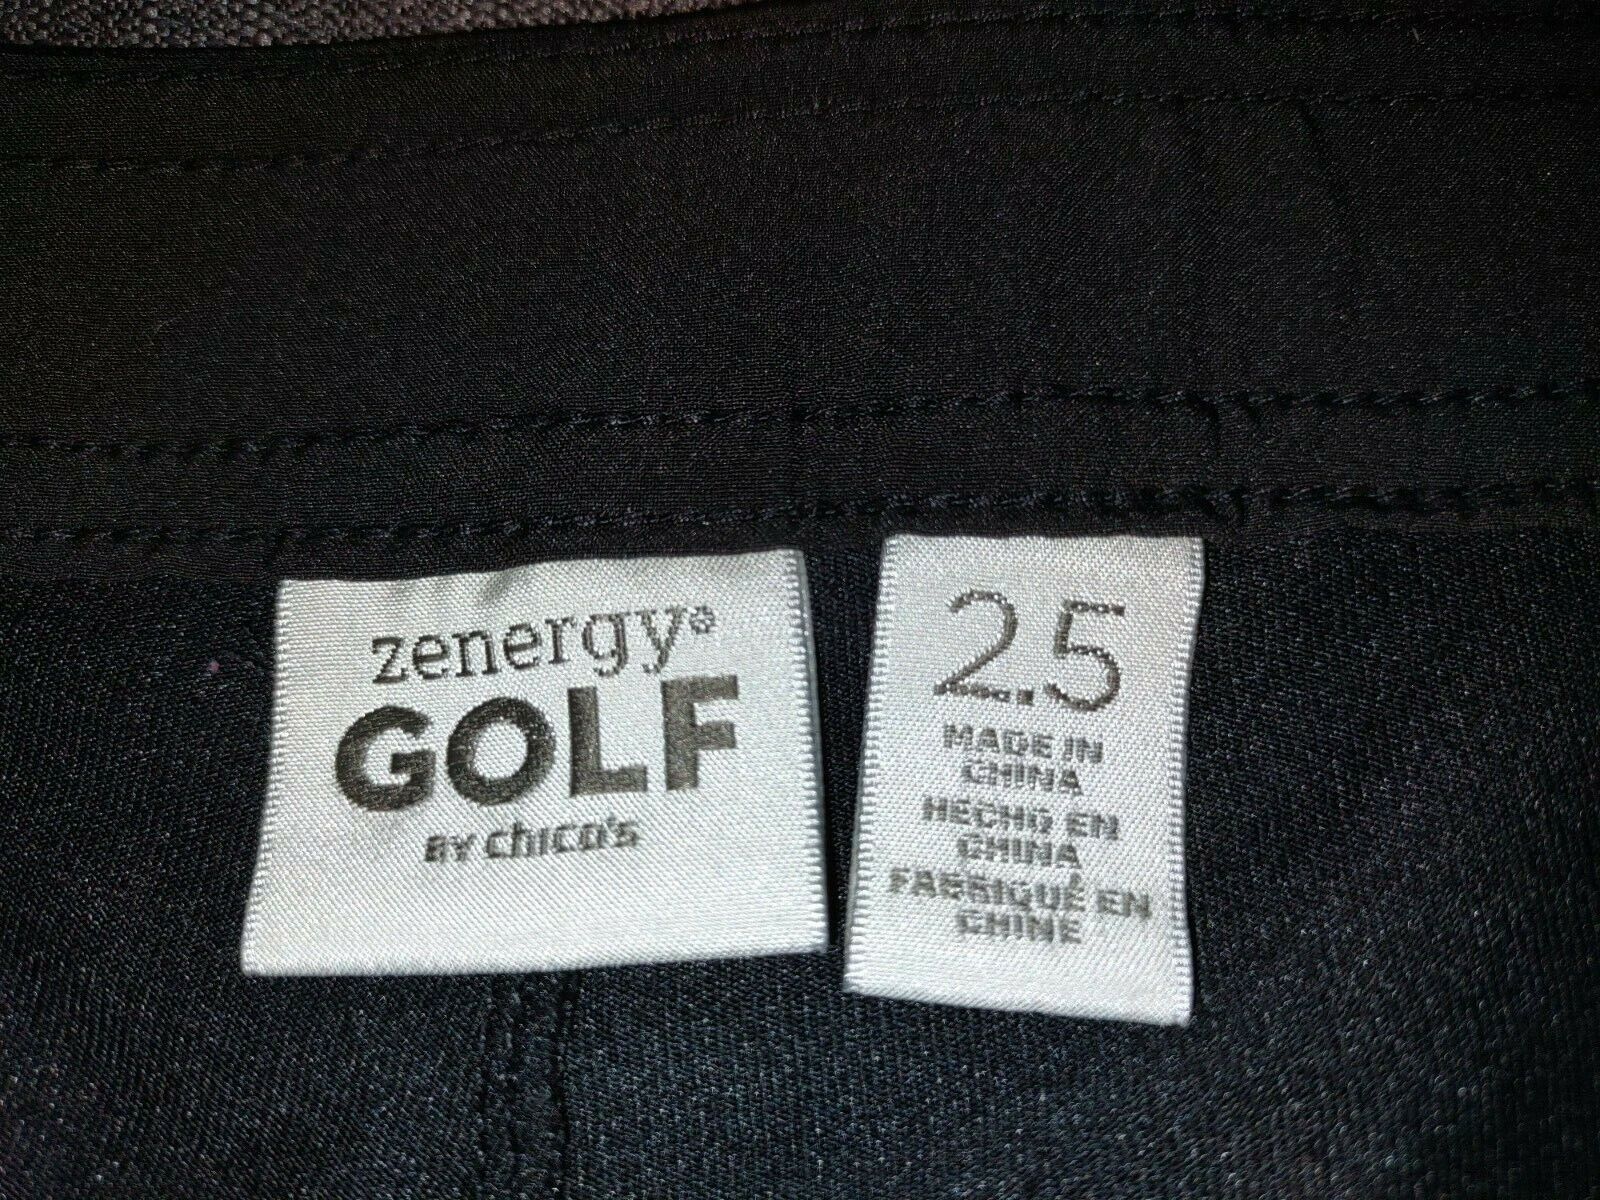 zenergy®
GOLF
BY chico's
2.5
MADE IN
CHINA
HECHO EN
CHINA
FABRIQUÉ EN
CHINE